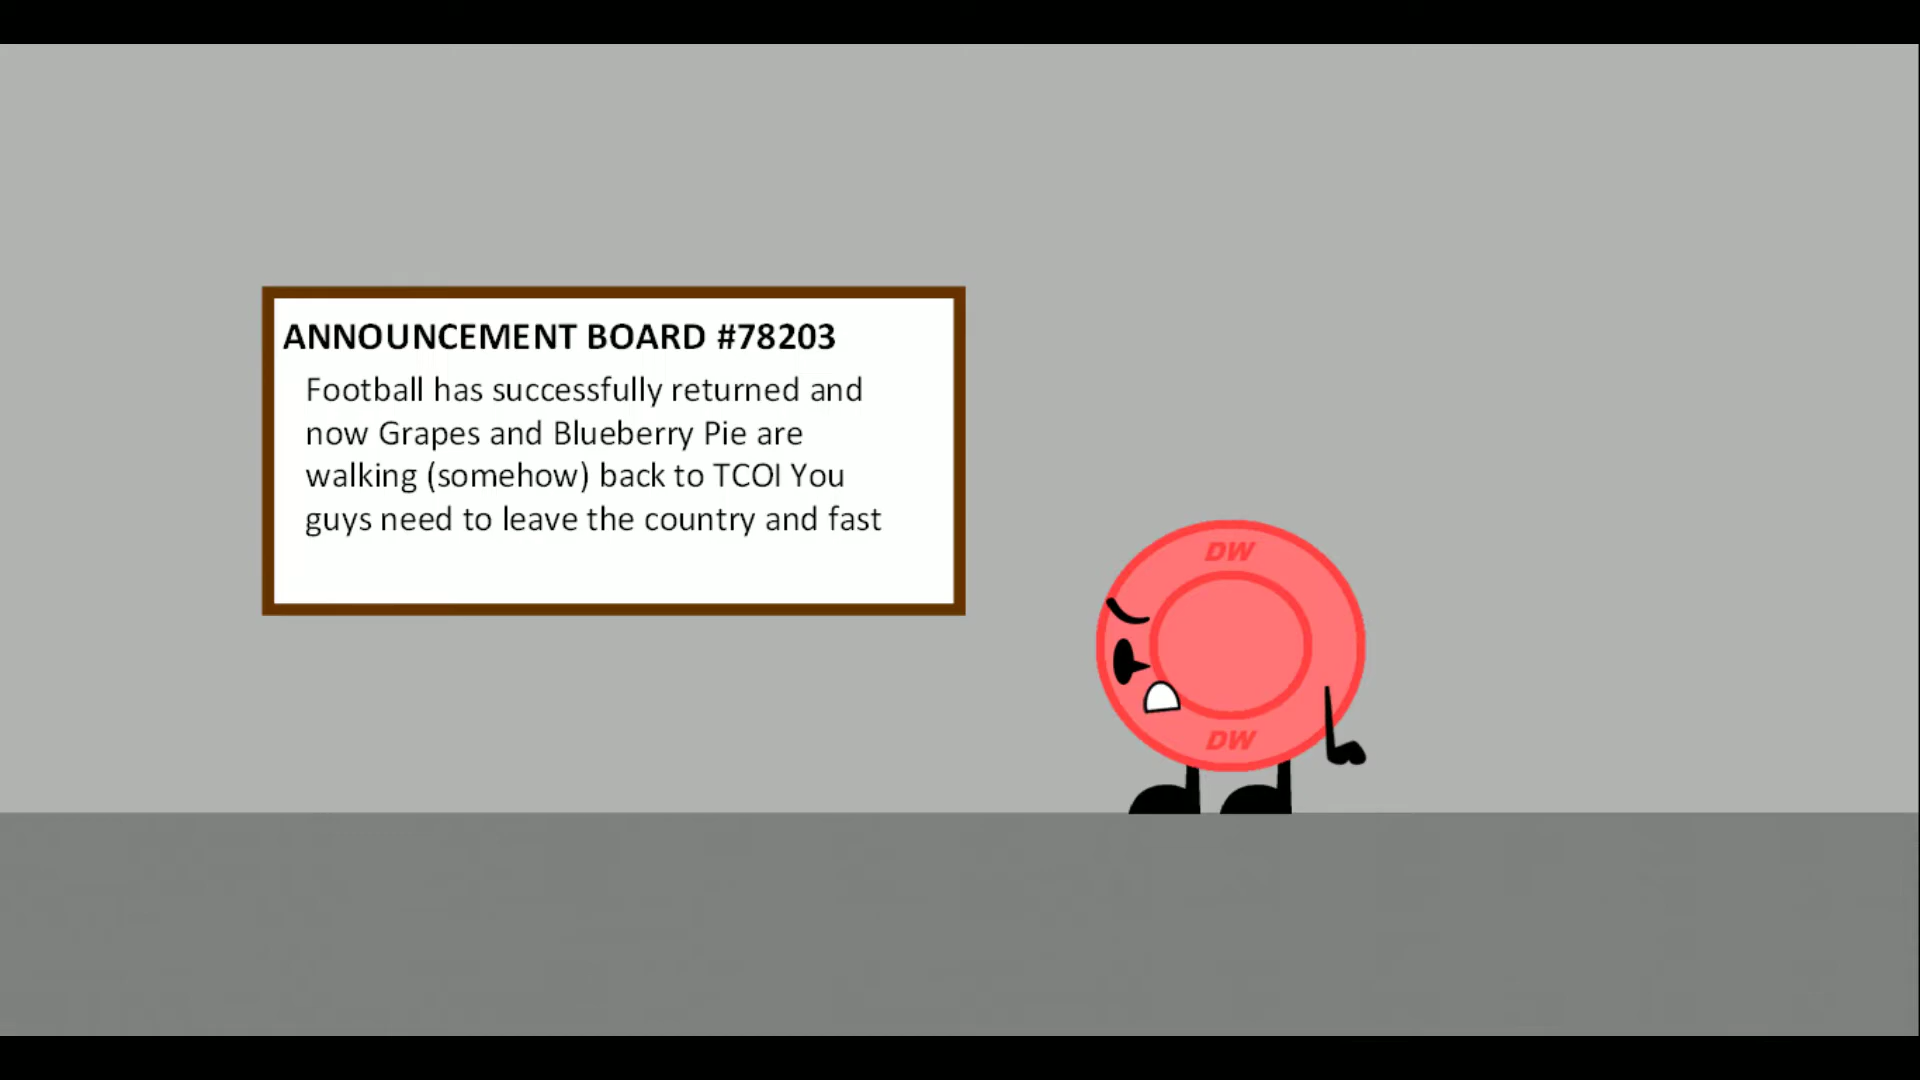 ANNOUNCEMENT BOARD #78203
Football has successfully returned and
now Grapes and Blueberry Pie are
walking (somehow) back to TCOI You
guys need to leave the country and fast
DW
DW